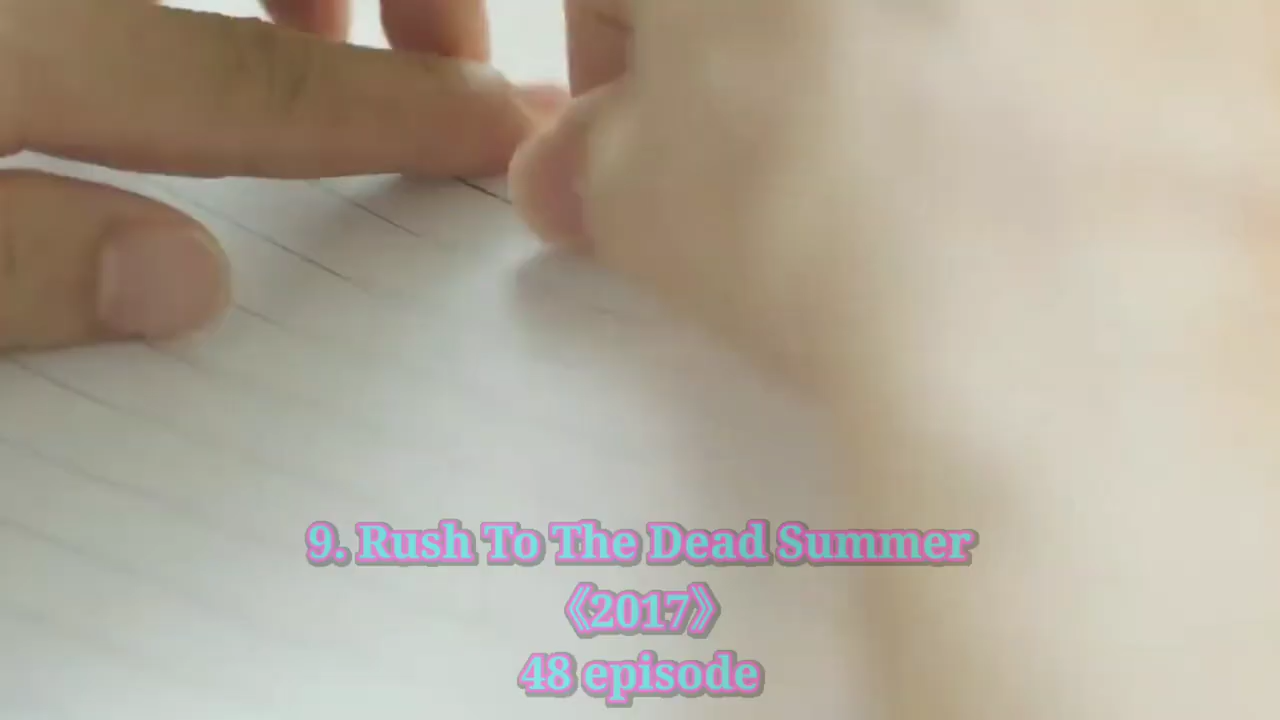 9. Rush To The Dead Summer
《2017》
48 episode